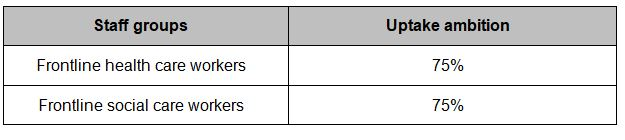 Staff groups Uptake ambition
Frontline health care workers 75%
Frontline social care workers 75%